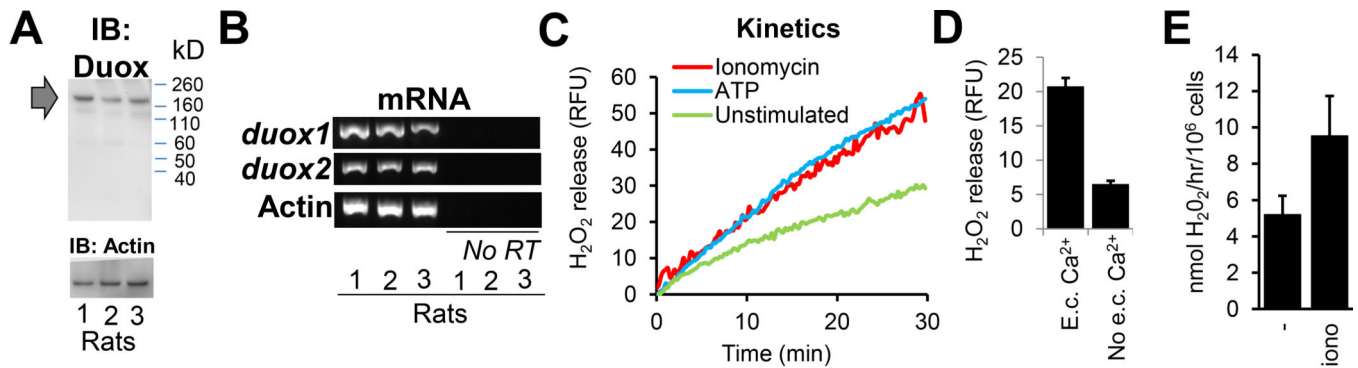 A
IB:
Duox
kD
260
160
110
60
50
40
IB: Actin
1 2 3
Rats
B
mRNA
duox1
duox2
Actin
No RT
1 2 3 1 2 3
Rats
C
Kinetics
Ionomycin
ATP
Unstimulated
H₂O₂ release (RFU)
60
50
40
30
20
10
0
0 10 20 30
Time (min)
D
H₂O₂ release (RFU)
25
20
15
10
5
0
E.c. Ca²⁺
No e.c. Ca²⁺
E
nmol H₂0₂/hr/10⁶ cells
14
12
10
8
6
4
2
0
-
iono